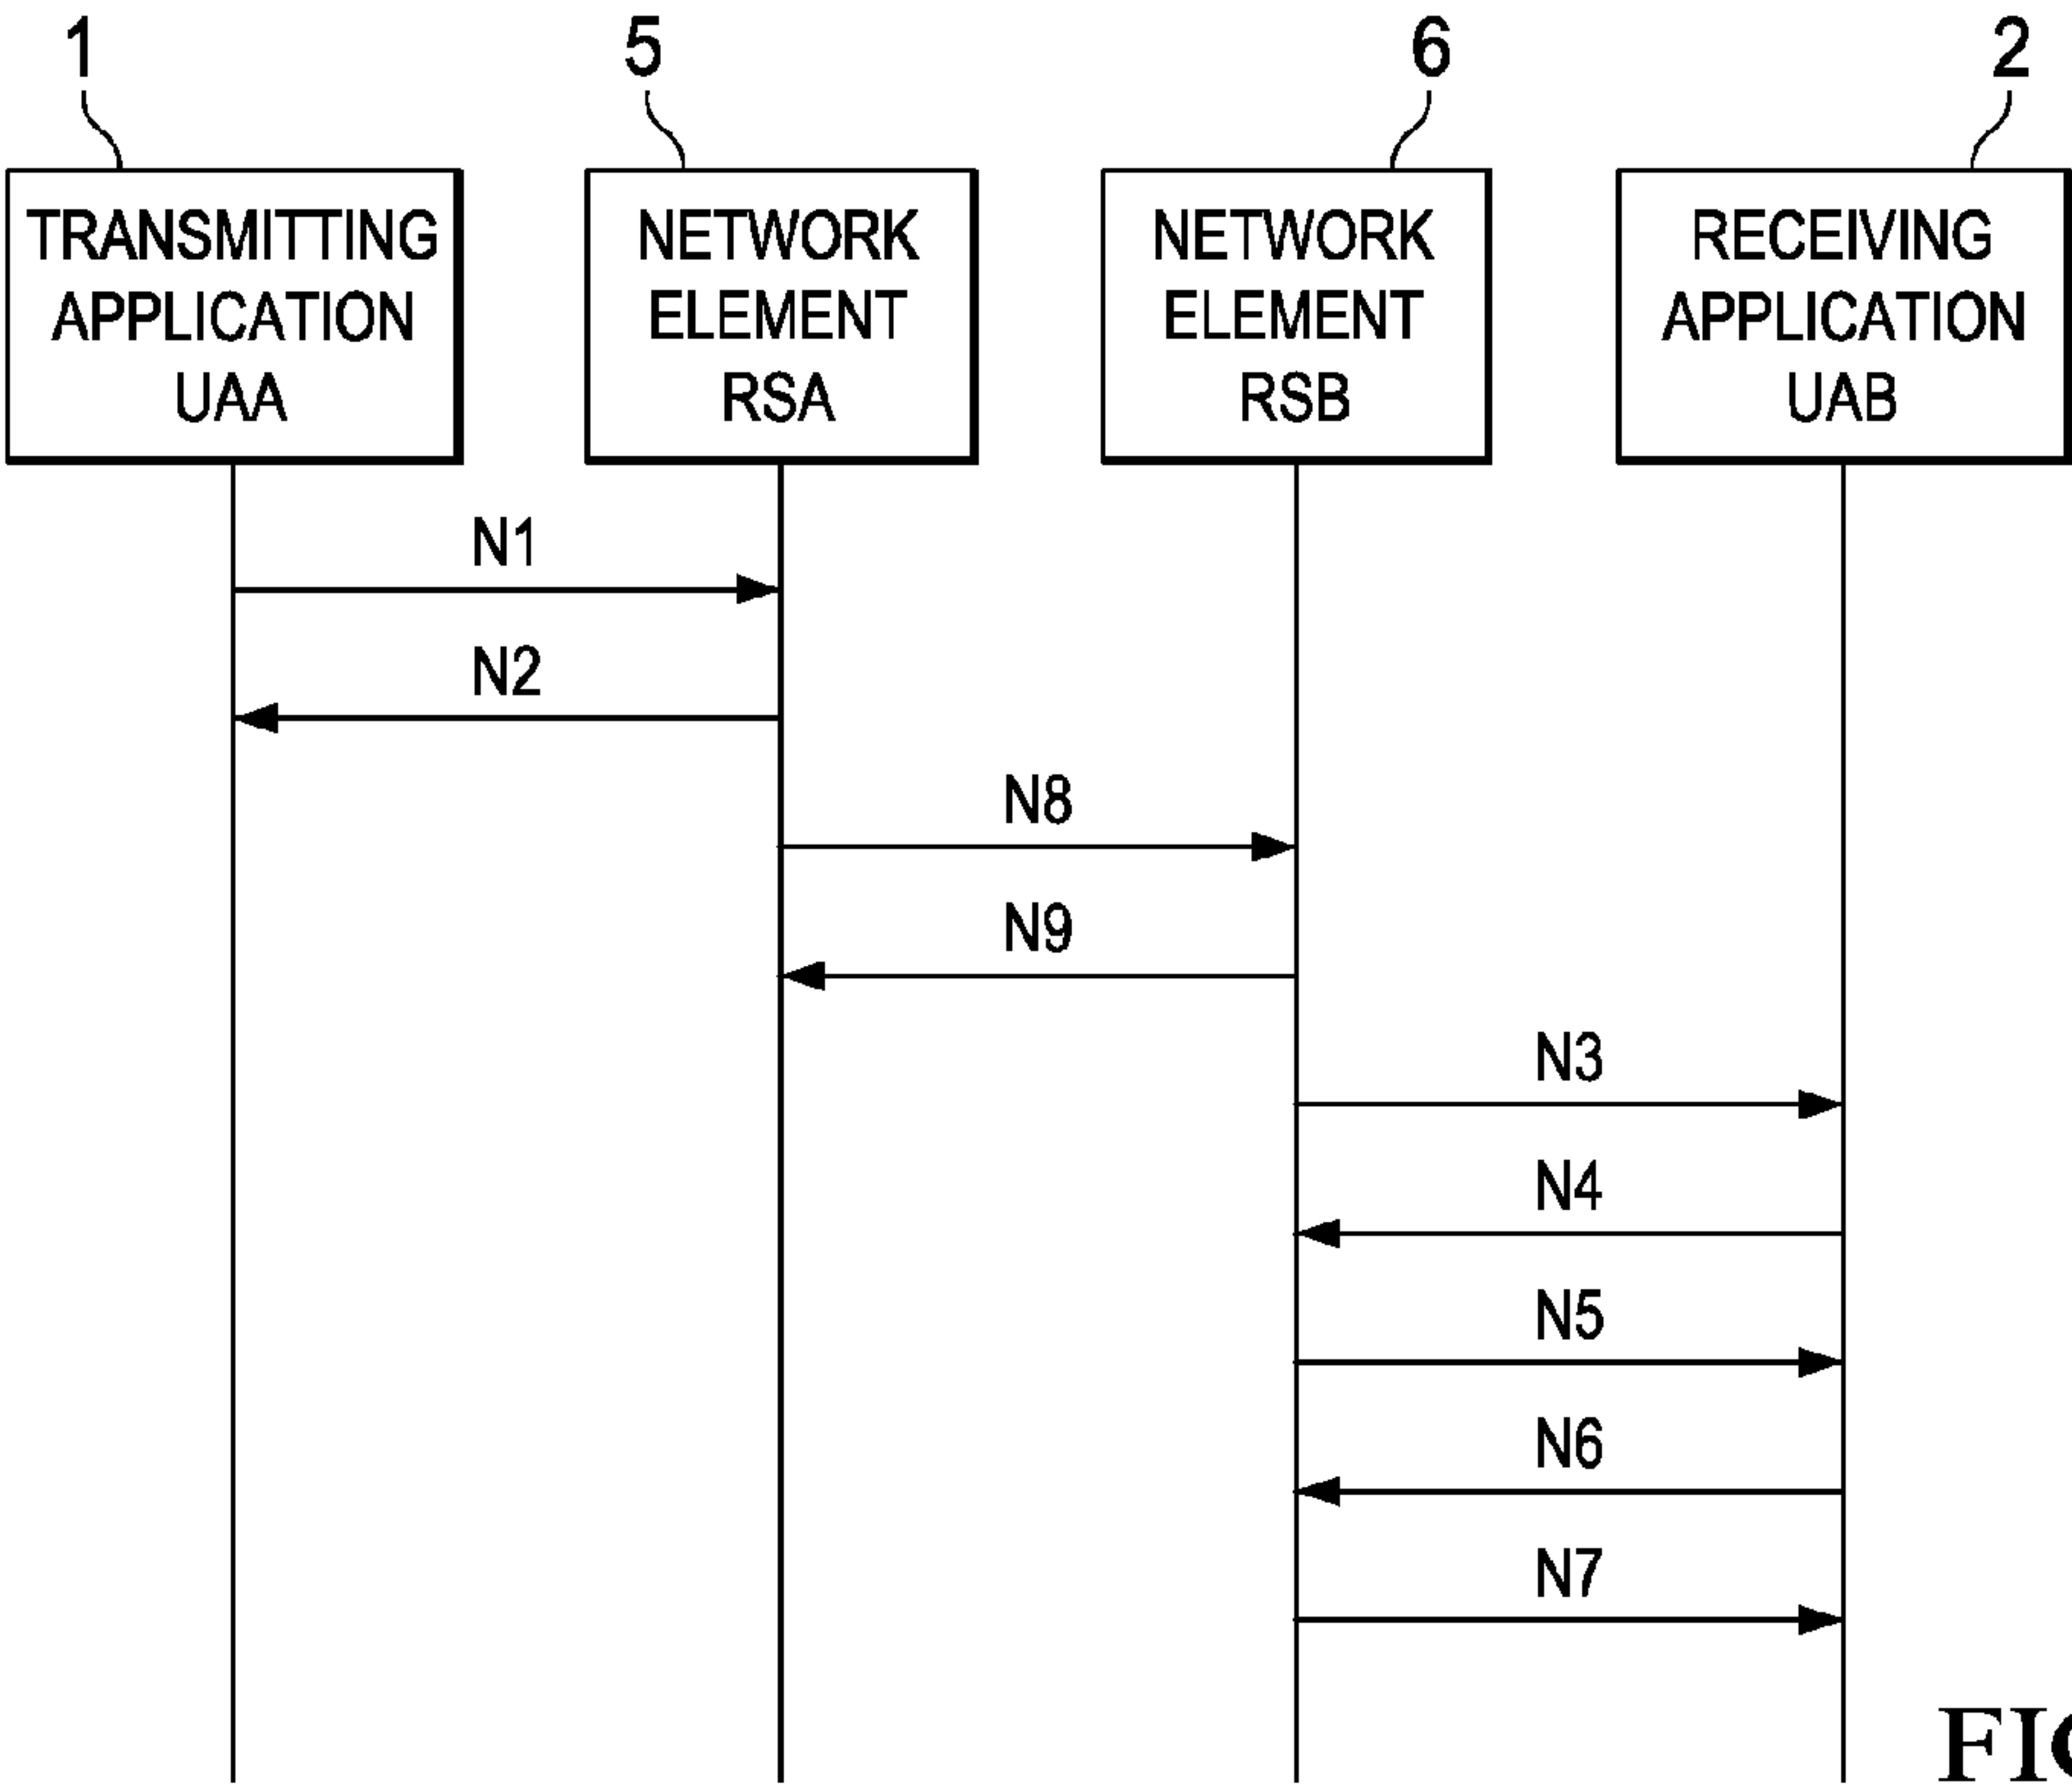 1
5
6
2
TRANSMITTING
APPLICATION
UAA
NETWORK
ELEMENT
RSA
NETWORK
ELEMENT
RSB
RECEIVING
APPLICATION
UAB
N1
N2
N8
N9
N3
N4
N5
N6
N7